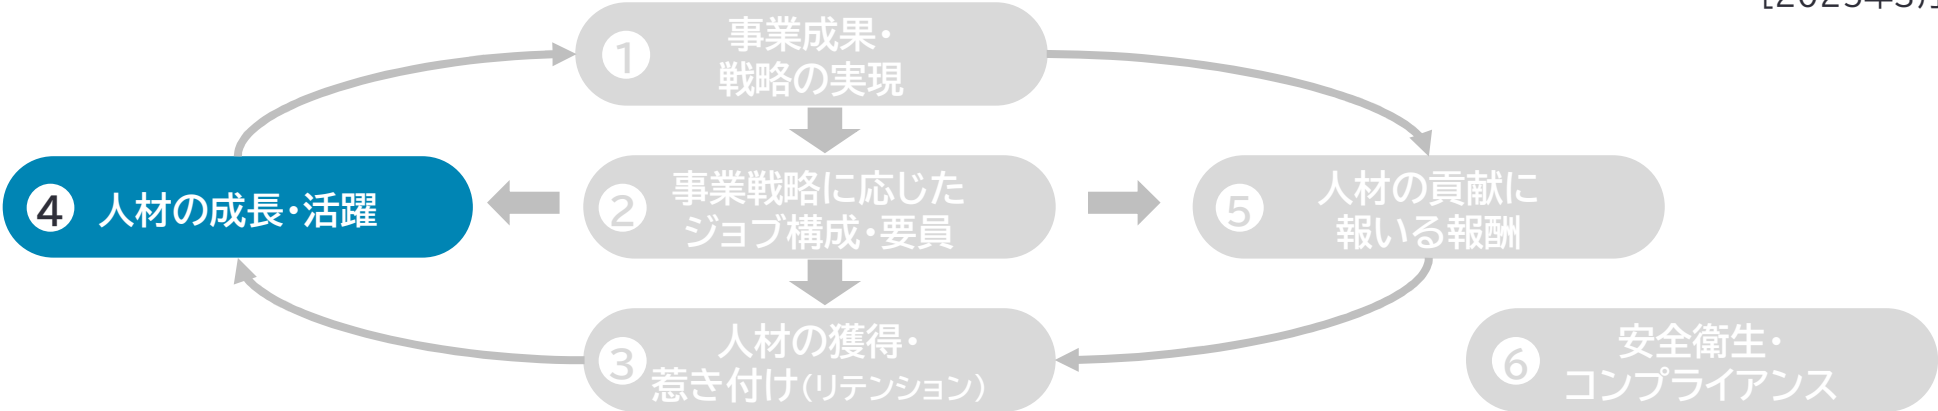 ① 事業成果・
戦略の実現
④ 人材の成長・活躍
② 事業戦略に応じた
ジョブ構成・要員
⑤ 人材の貢献に
報いる報酬
③ 人材の獲得・
惹き付け(リテンション)
⑥ 安全衛生・
コンプライアンス